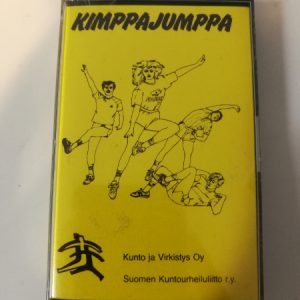 KIMPPAJUMPPA
Kunto ja Virkistys Oy
Suomen Kuntourheiluliitto r.y.